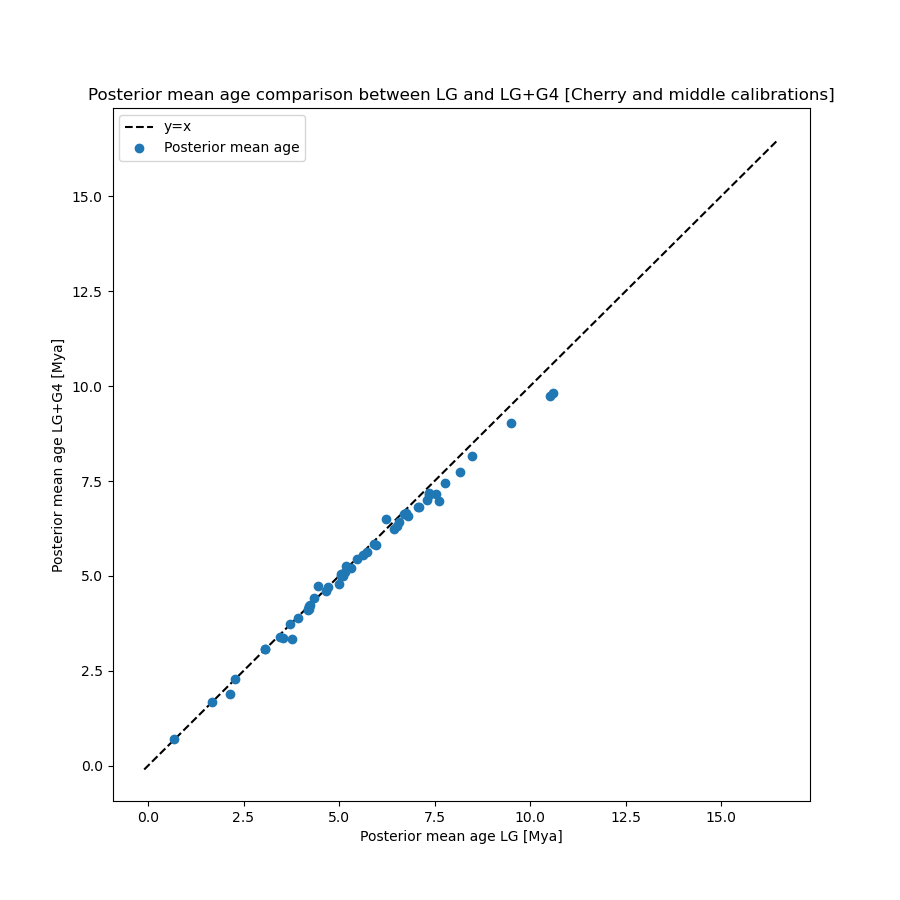 Posterior mean age comparison between LG and LG+G4 [Cherry and middle calibrations]
y=x
Posterior mean age
15.0
12.5
10.0
7.5
5.0
2.5
0.0
Posterior mean age LG+G4 [Mya]
0.0 2.5 5.0 7.5 10.0 12.5 15.0
Posterior mean age LG [Mya]